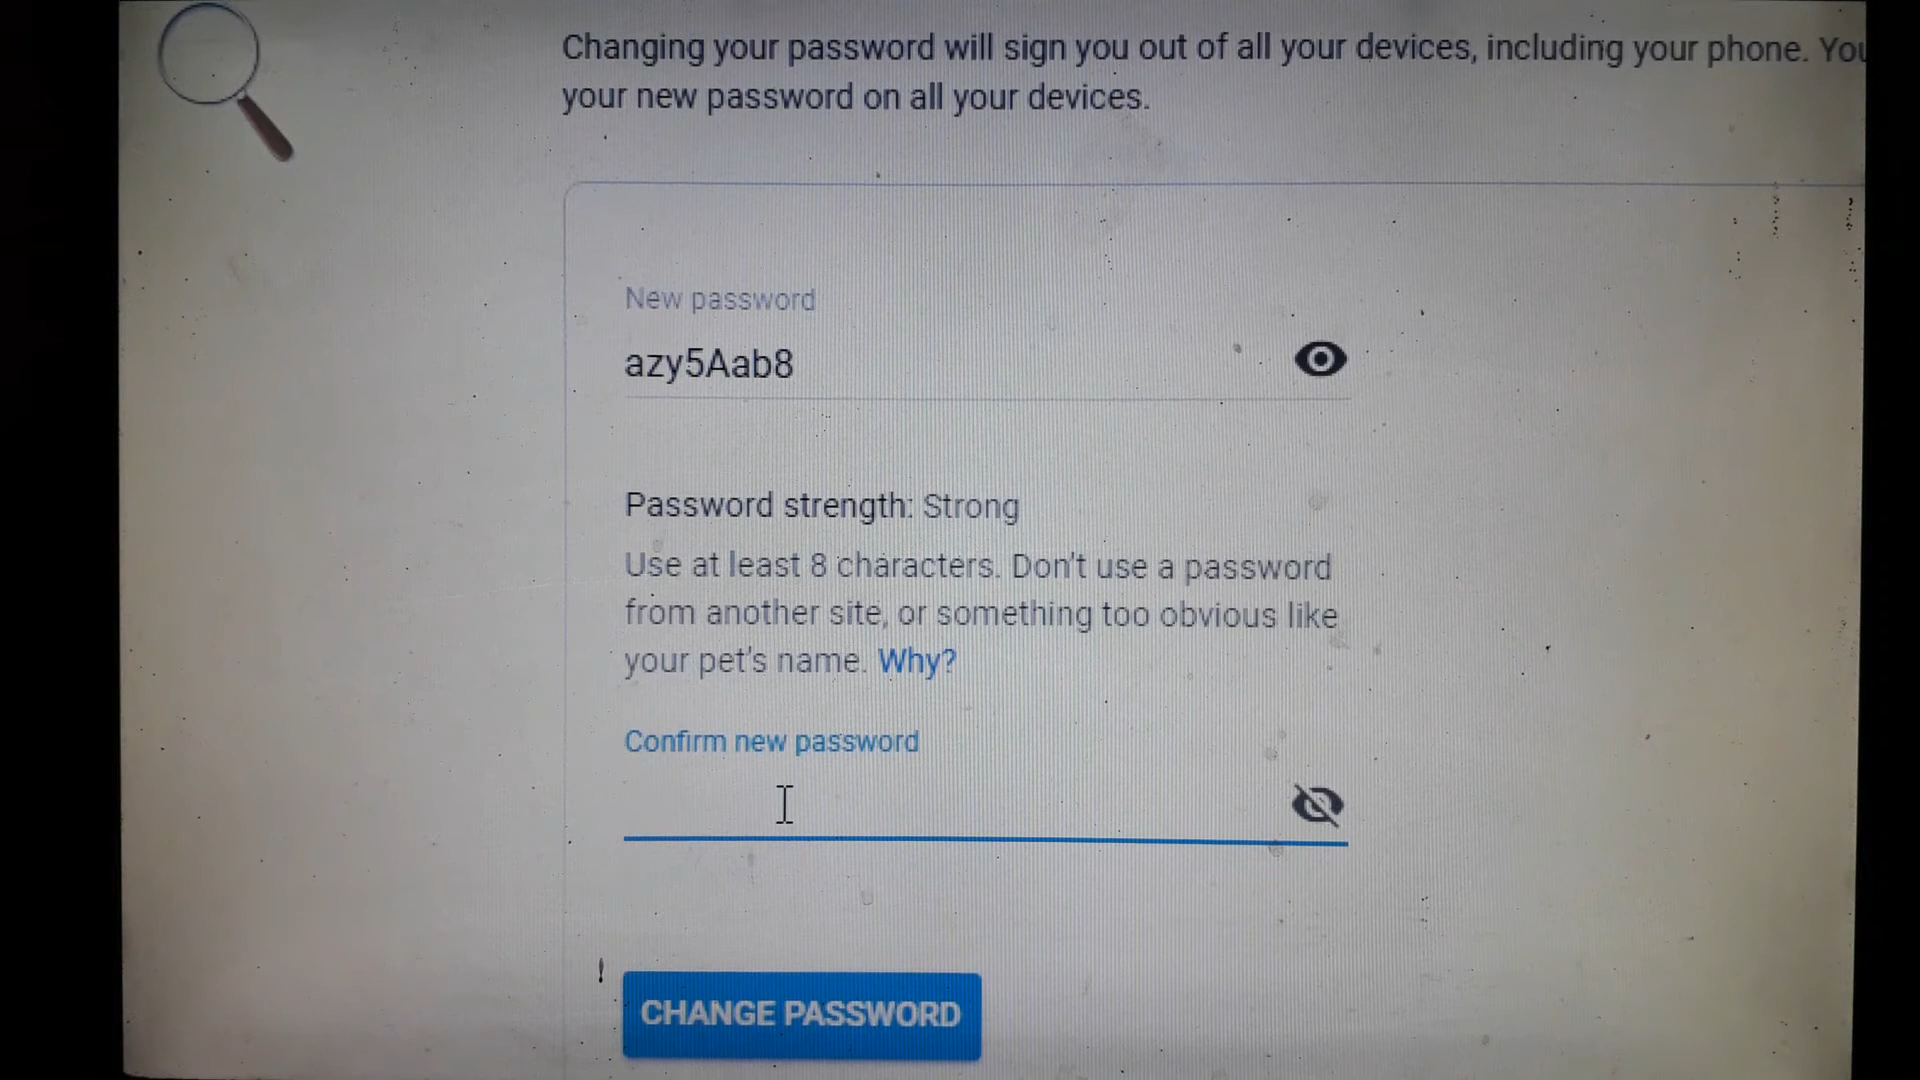 Changing your password will sign you out of all your devices, including your phone. You
your new password on all your devices.
New password
azy5Aab8
Password strength: Strong
Use at least 8 characters. Don't use a password
from another site, or something too obvious like
your pet's name. Why?
Confirm new password
CHANGE PASSWORD